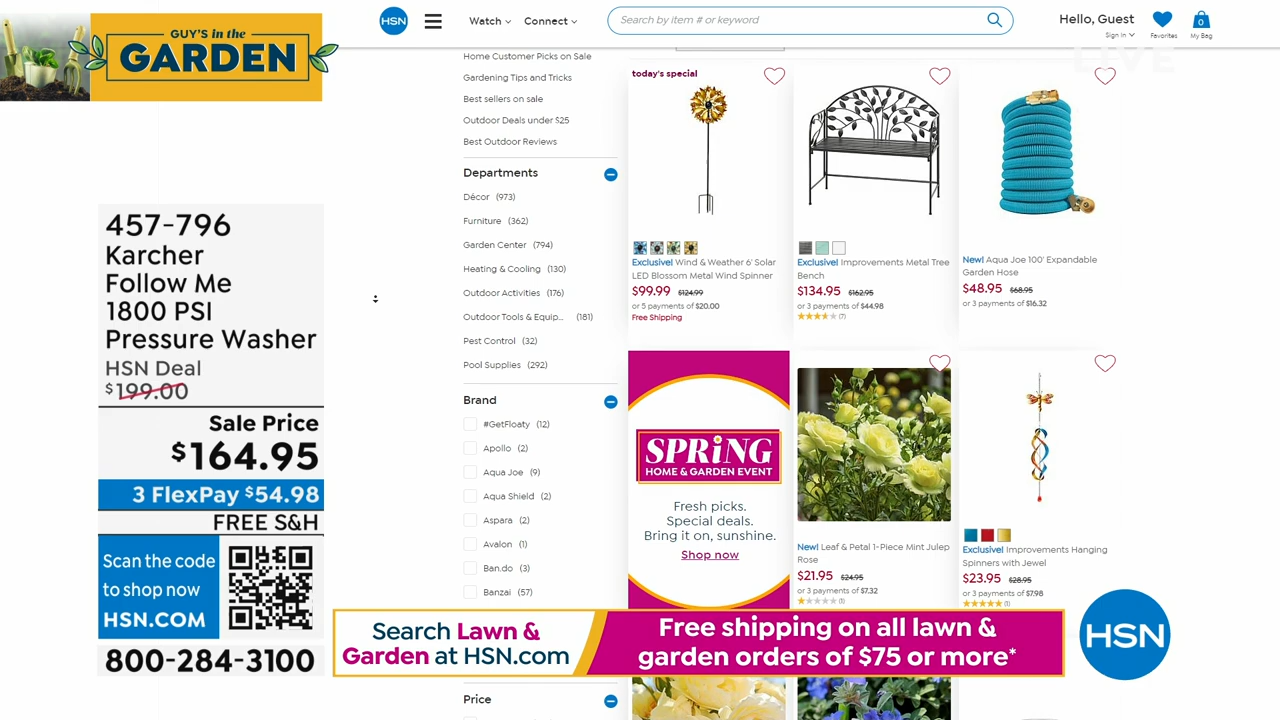 GUY'S in the
GARDEN
HSN
Watch
Connect
Search by item # or keyword
Hello, Guest
Sign In
Favorites
0
My Bag
LIVE
Home Customer Picks on Sale
Gardening Tips and Tricks
Best sellers on sale
Outdoor Deals under $25
Best Outdoor Reviews
Departments
Décor (973)
Furniture (362)
Garden Center (794)
Heating & Cooling (130)
Outdoor Activities (176)
Outdoor Tools & Equip... (181)
Pest Control (32)
Pool Supplies (292)
Brand
#GetFloaty (12)
Apollo (2)
Aqua Joe (9)
Aqua Shield (2)
Aspara (2)
Avalon (1)
Ban.do (3)
Banzai (57)
Price
today's special
Exclusive! Wind & Weather 6' Solar
LED Blossom Metal Wind Spinner
$99.99 $124.99
or 5 payments of $20.00
Free Shipping
Exclusive! Improvements Metal Tree
Bench
$134.95 $162.95
or 3 payments of $44.98
(7)
New! Aqua Joe 100' Expandable
Garden Hose
$48.95 $68.95
or 3 payments of $16.32
SPRiNG
HOME & GARDEN EVENT
Fresh picks.
Special deals.
Bring it on, sunshine.
Shop now
New! Leaf & Petal 1-Piece Mint Julep
Rose
$21.95 $24.95
or 3 payments of $7.32
(1)
Exclusive! Improvements Hanging
Spinners with Jewel
$23.95 $28.95
or 3 payments of $7.98
(1)
457-796
Karcher
Follow Me
1800 PSI
Pressure Washer
HSN Deal
$199.00
Sale Price
$164.95
3 FlexPay $54.98
FREE S&H
Scan the code
to shop now
HSN.COM
800-284-3100
Search Lawn &
Garden at HSN.com
Free shipping on all lawn &
garden orders of $75 or more*
HSN